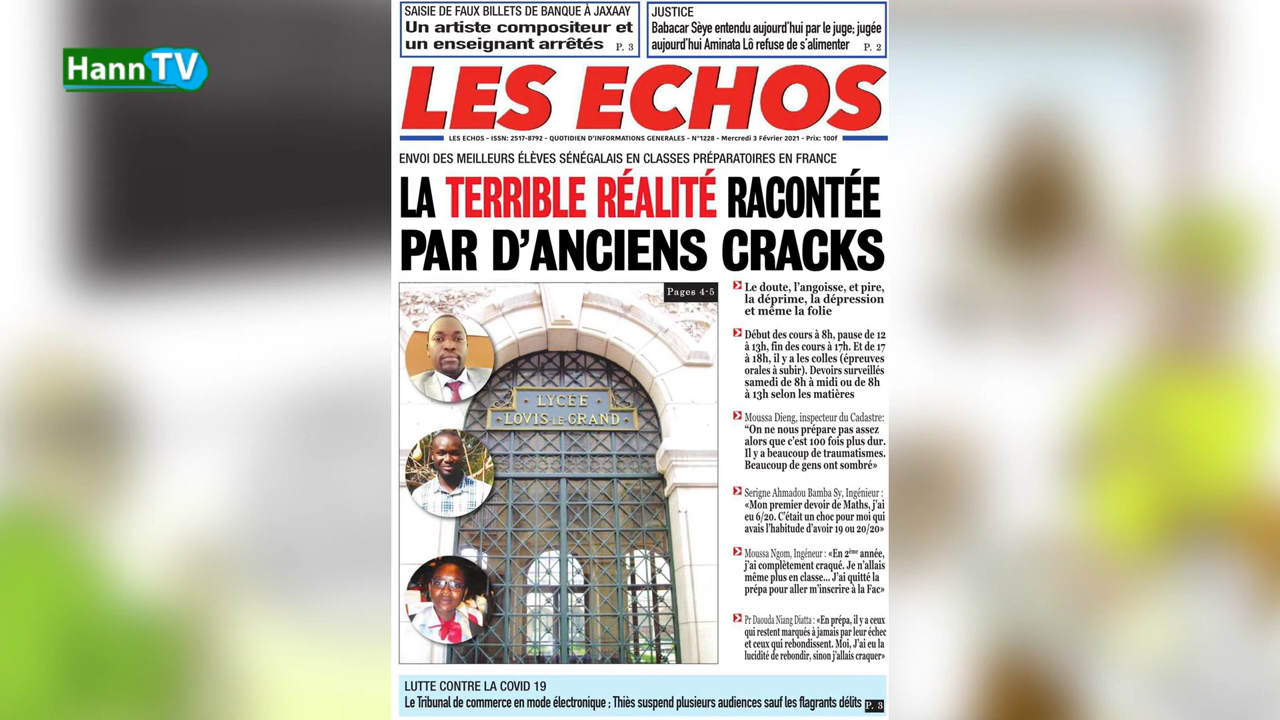 HannTV
SAISIE DE FAUX BILLETS DE BANQUE À JAXAAY
Un artiste compositeur et
un enseignant arrêtés P. 3
JUSTICE
Babacar Sèye entendu aujourd'hui par le juge; jugée
aujourd'hui Aminata Lô refuse de s'alimenter P. 2
LES ECHOS
LES ECHOS - ISSN: 2517-8792 - QUOTIDIEN D'INFORMATIONS GENERALES - N°1228 - Mercredi 3 Février 2021 - Prix: 100f
ENVOI DES MEILLEURS ÉLÈVES SÉNÉGALAIS EN CLASSES PRÉPARATOIRES EN FRANCE
LA TERRIBLE RÉALITÉ RACONTÉE
PAR D'ANCIENS CRACKS
Pages 4-5
LYCÉE
LOVIS-LE-GRAND
Le doute, l'angoisse, et pire,
la déprime, la dépression
et même la folie
Début des cours à 8h, pause de 12
à 13h, fin des cours à 17h. Et de 17
à 18h, il y a les colles (épreuves
orales à subir). Devoirs surveillés
samedi de 8h à midi ou de 8h
à 13h selon les matières
Moussa Dieng, inspecteur du Cadastre:
"On ne nous prépare pas assez
alors que c'est 100 fois plus dur.
Il y a beaucoup de traumatismes.
Beaucoup de gens ont sombré»
Serigne Ahmadou Bamba Sy, Ingénieur :
«Mon premier devoir de Maths, j'ai
eu 6/20. C'était un choc pour moi qui
avais l'habitude d'avoir 19 ou 20/20»
Moussa Ngom, Ingéneur : «En 2ème année,
j'ai complètement craqué. Je n'allais
même plus en classe... J'ai quitté la
prépa pour aller m'inscrire à la Fac»
Pr Daouda Niang Diatta : «En prépa, il y a ceux
qui restent marqués à jamais par leur échec
et ceux qui rebondissent. Moi, J'ai eu la
lucidité de rebondir, sinon j'allais craquer»
LUTTE CONTRE LA COVID 19
Le Tribunal de commerce en mode électronique ; Thiès suspend plusieurs audiences sauf les flagrants délits P. 3